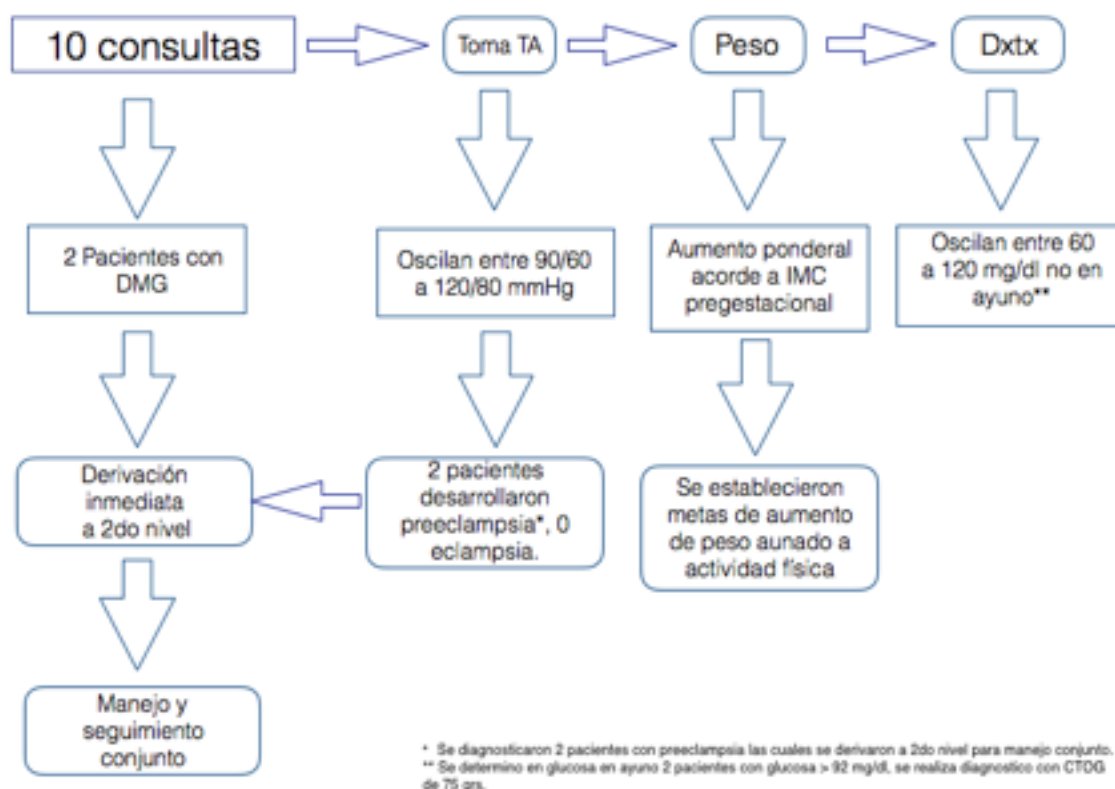 10 consultas
Toma TA
Peso
Dxtx
2 Pacientes con
DMG
Oscilan entre 90/60
a 120/80 mmHg
Aumento ponderal
acorde a IMC
pregestacional
Oscilan entre 60
a 120 mg/dl no en
ayuno**
Derivación
inmediata
a 2do nivel
2 pacientes
desarrollaron
preeclampsia*, 0
eclampsia.
Se establecieron
metas de aumento
de peso aunado a
actividad física
Manejo y
seguimiento
conjunto
* Se diagnosticaron 2 pacientes con preeclampsia las cuales se derivaron a 2do nivel para manejo conjunto.
** Se determino en glucosa en ayuno 2 pacientes con glucosa > 92 mg/dl, se realiza diagnostico con CTOG
de 75 grs.